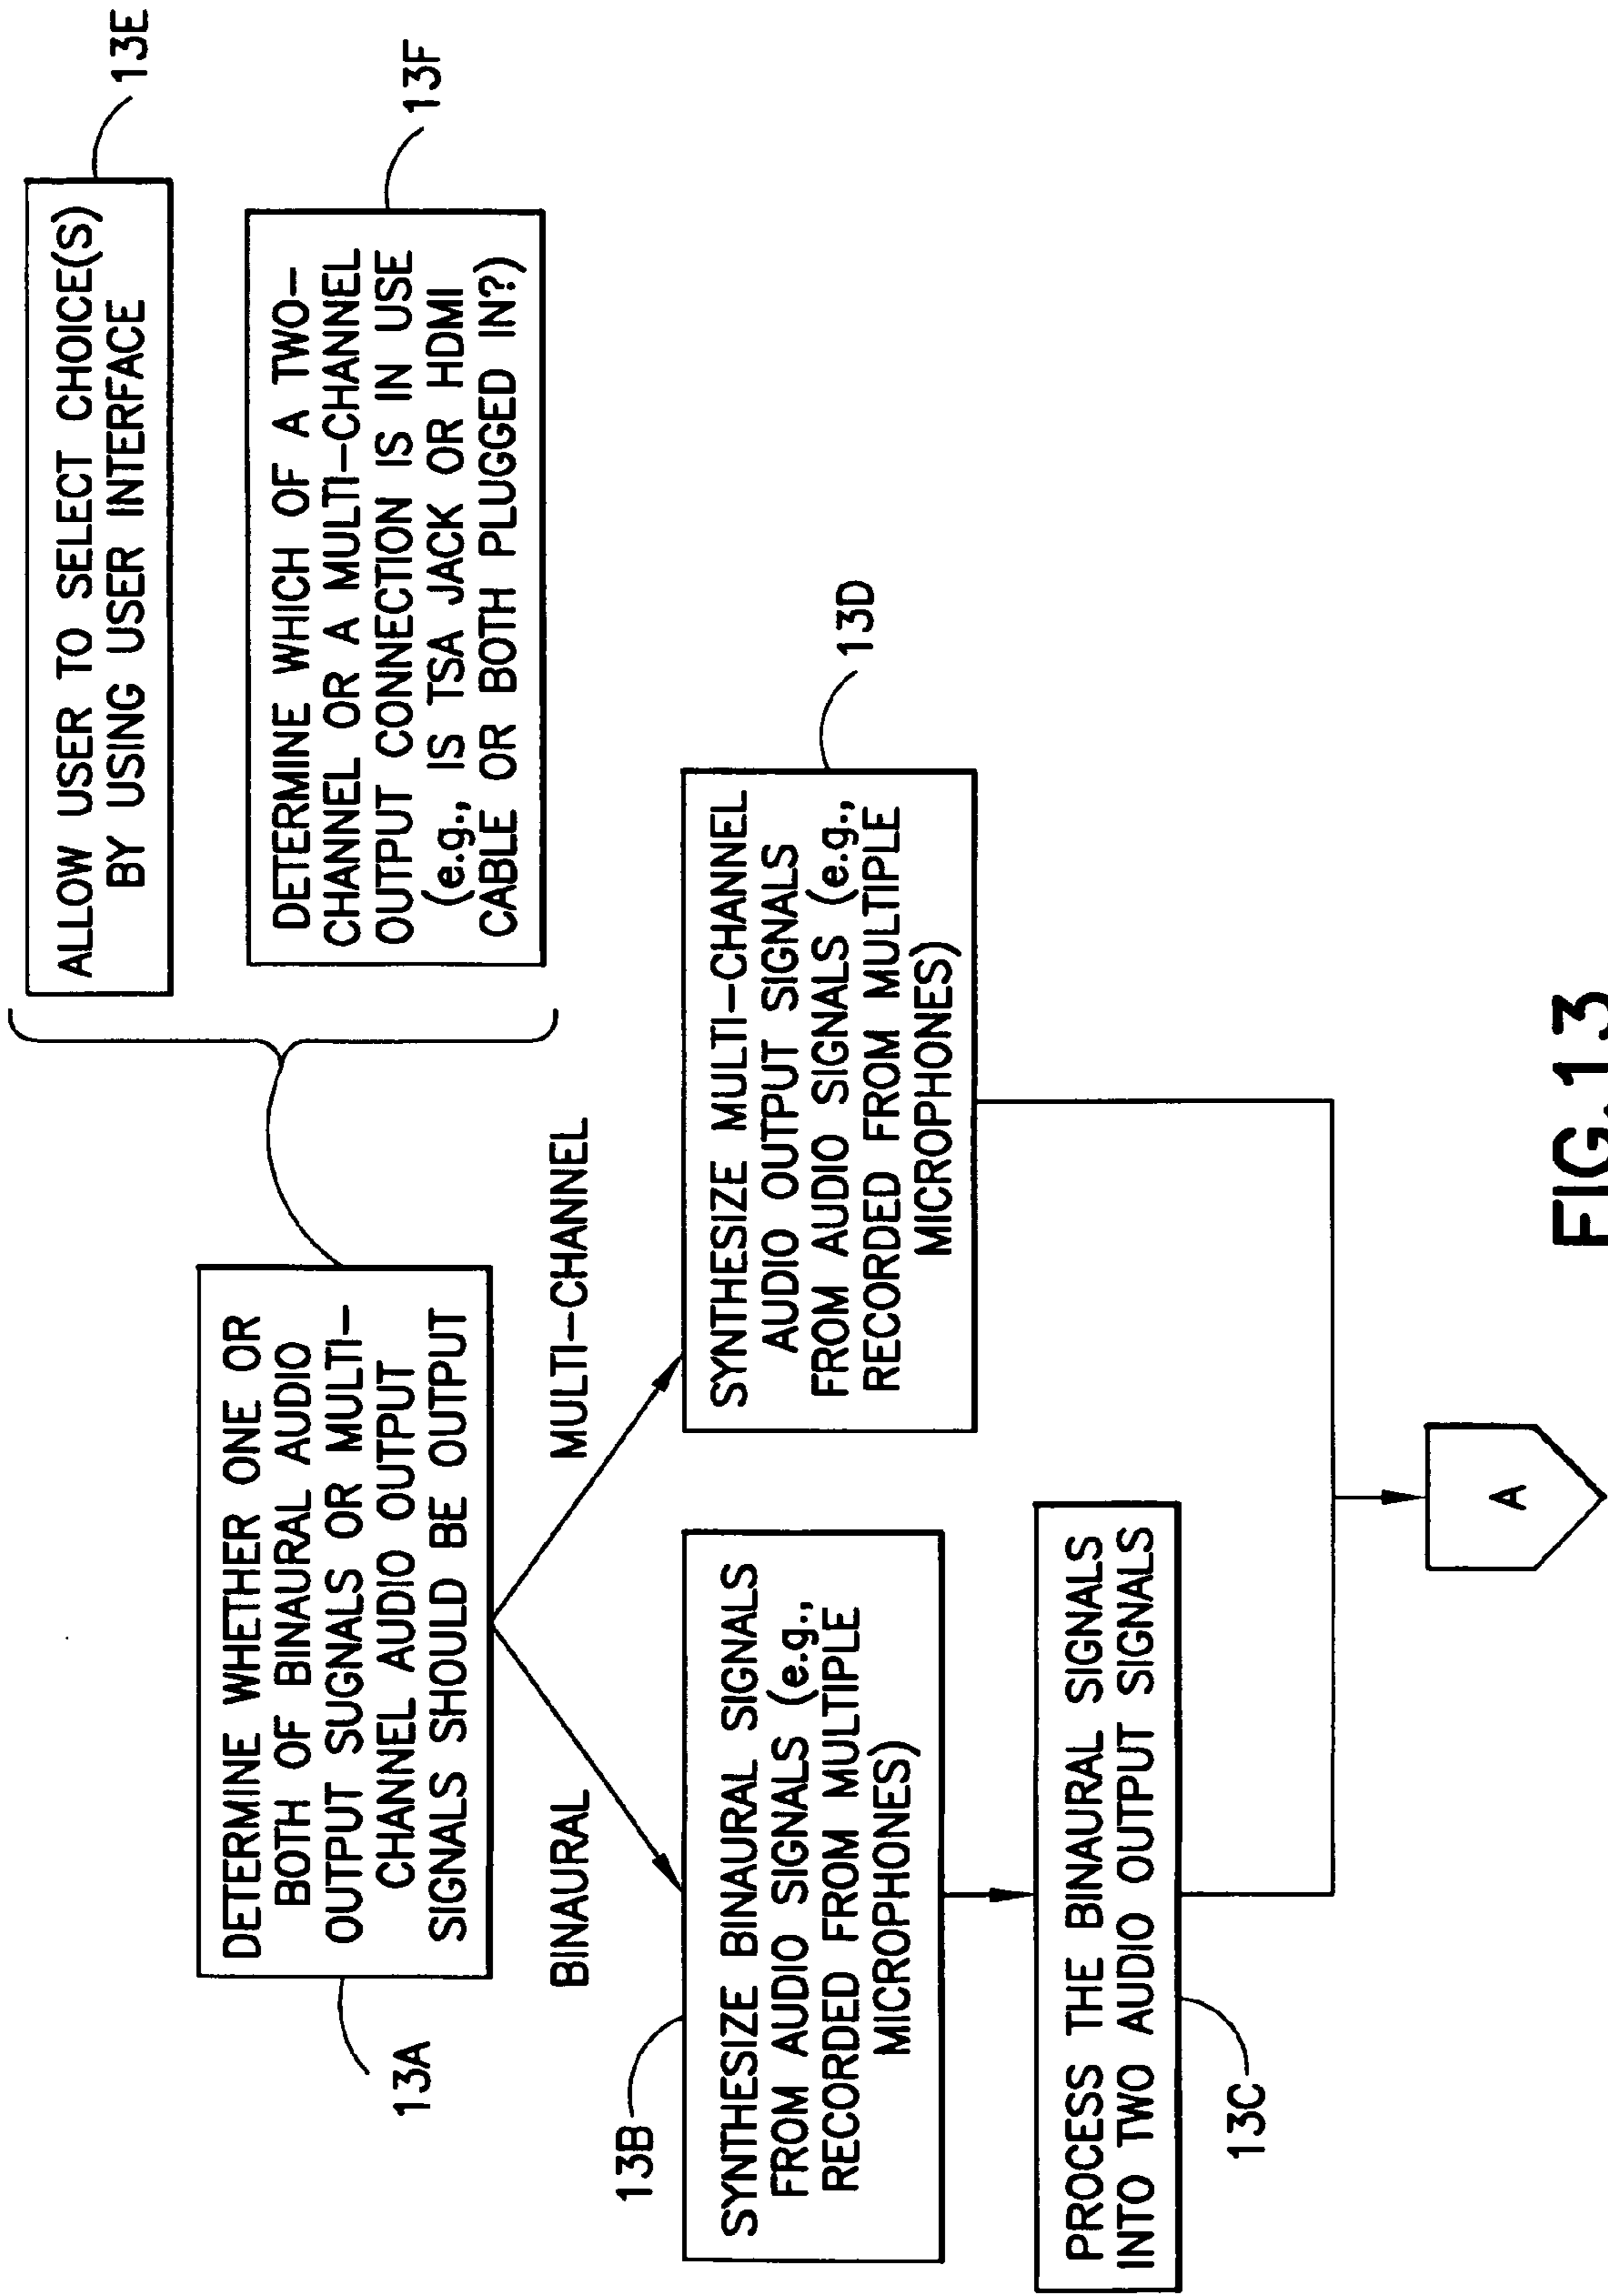 13E
ALLOW USER TO SELECT CHOICE(S)
BY USING USER INTERFACE
13F
DETERMINE WHICH OF A TWO-
CHANNEL OR A MULTI-CHANNEL
OUTPUT CONNECTION IS IN USE
(e.g., IS TSA JACK OR HDMI
CABLE OR BOTH PLUGGED IN?)
13A
DETERMINE WHETHER ONE OR
BOTH OF BINAURAL AUDIO
OUTPUT SUGNALS OR MULTI-
CHANNEL AUDIO OUTPUT
SIGNALS SHOULD BE OUTPUT
BINAURAL
MULTI-CHANNEL
13B
SYNTHESIZE BINAURAL SIGNALS
FROM AUDIO SIGNALS (e.g.,
RECORDED FROM MULTIPLE
MICROPHONES)
13D
SYNTHESIZE MULTI-CHANNEL
AUDIO OUTPUT SIGNALS
FROM AUDIO SIGNALS (e.g.,
RECORDED FROM MULTIPLE
MICROPHONES)
PROCESS THE BINAURAL SIGNALS
INTO TWO AUDIO OUTPUT SIGNALS
13C
A
FIG.13